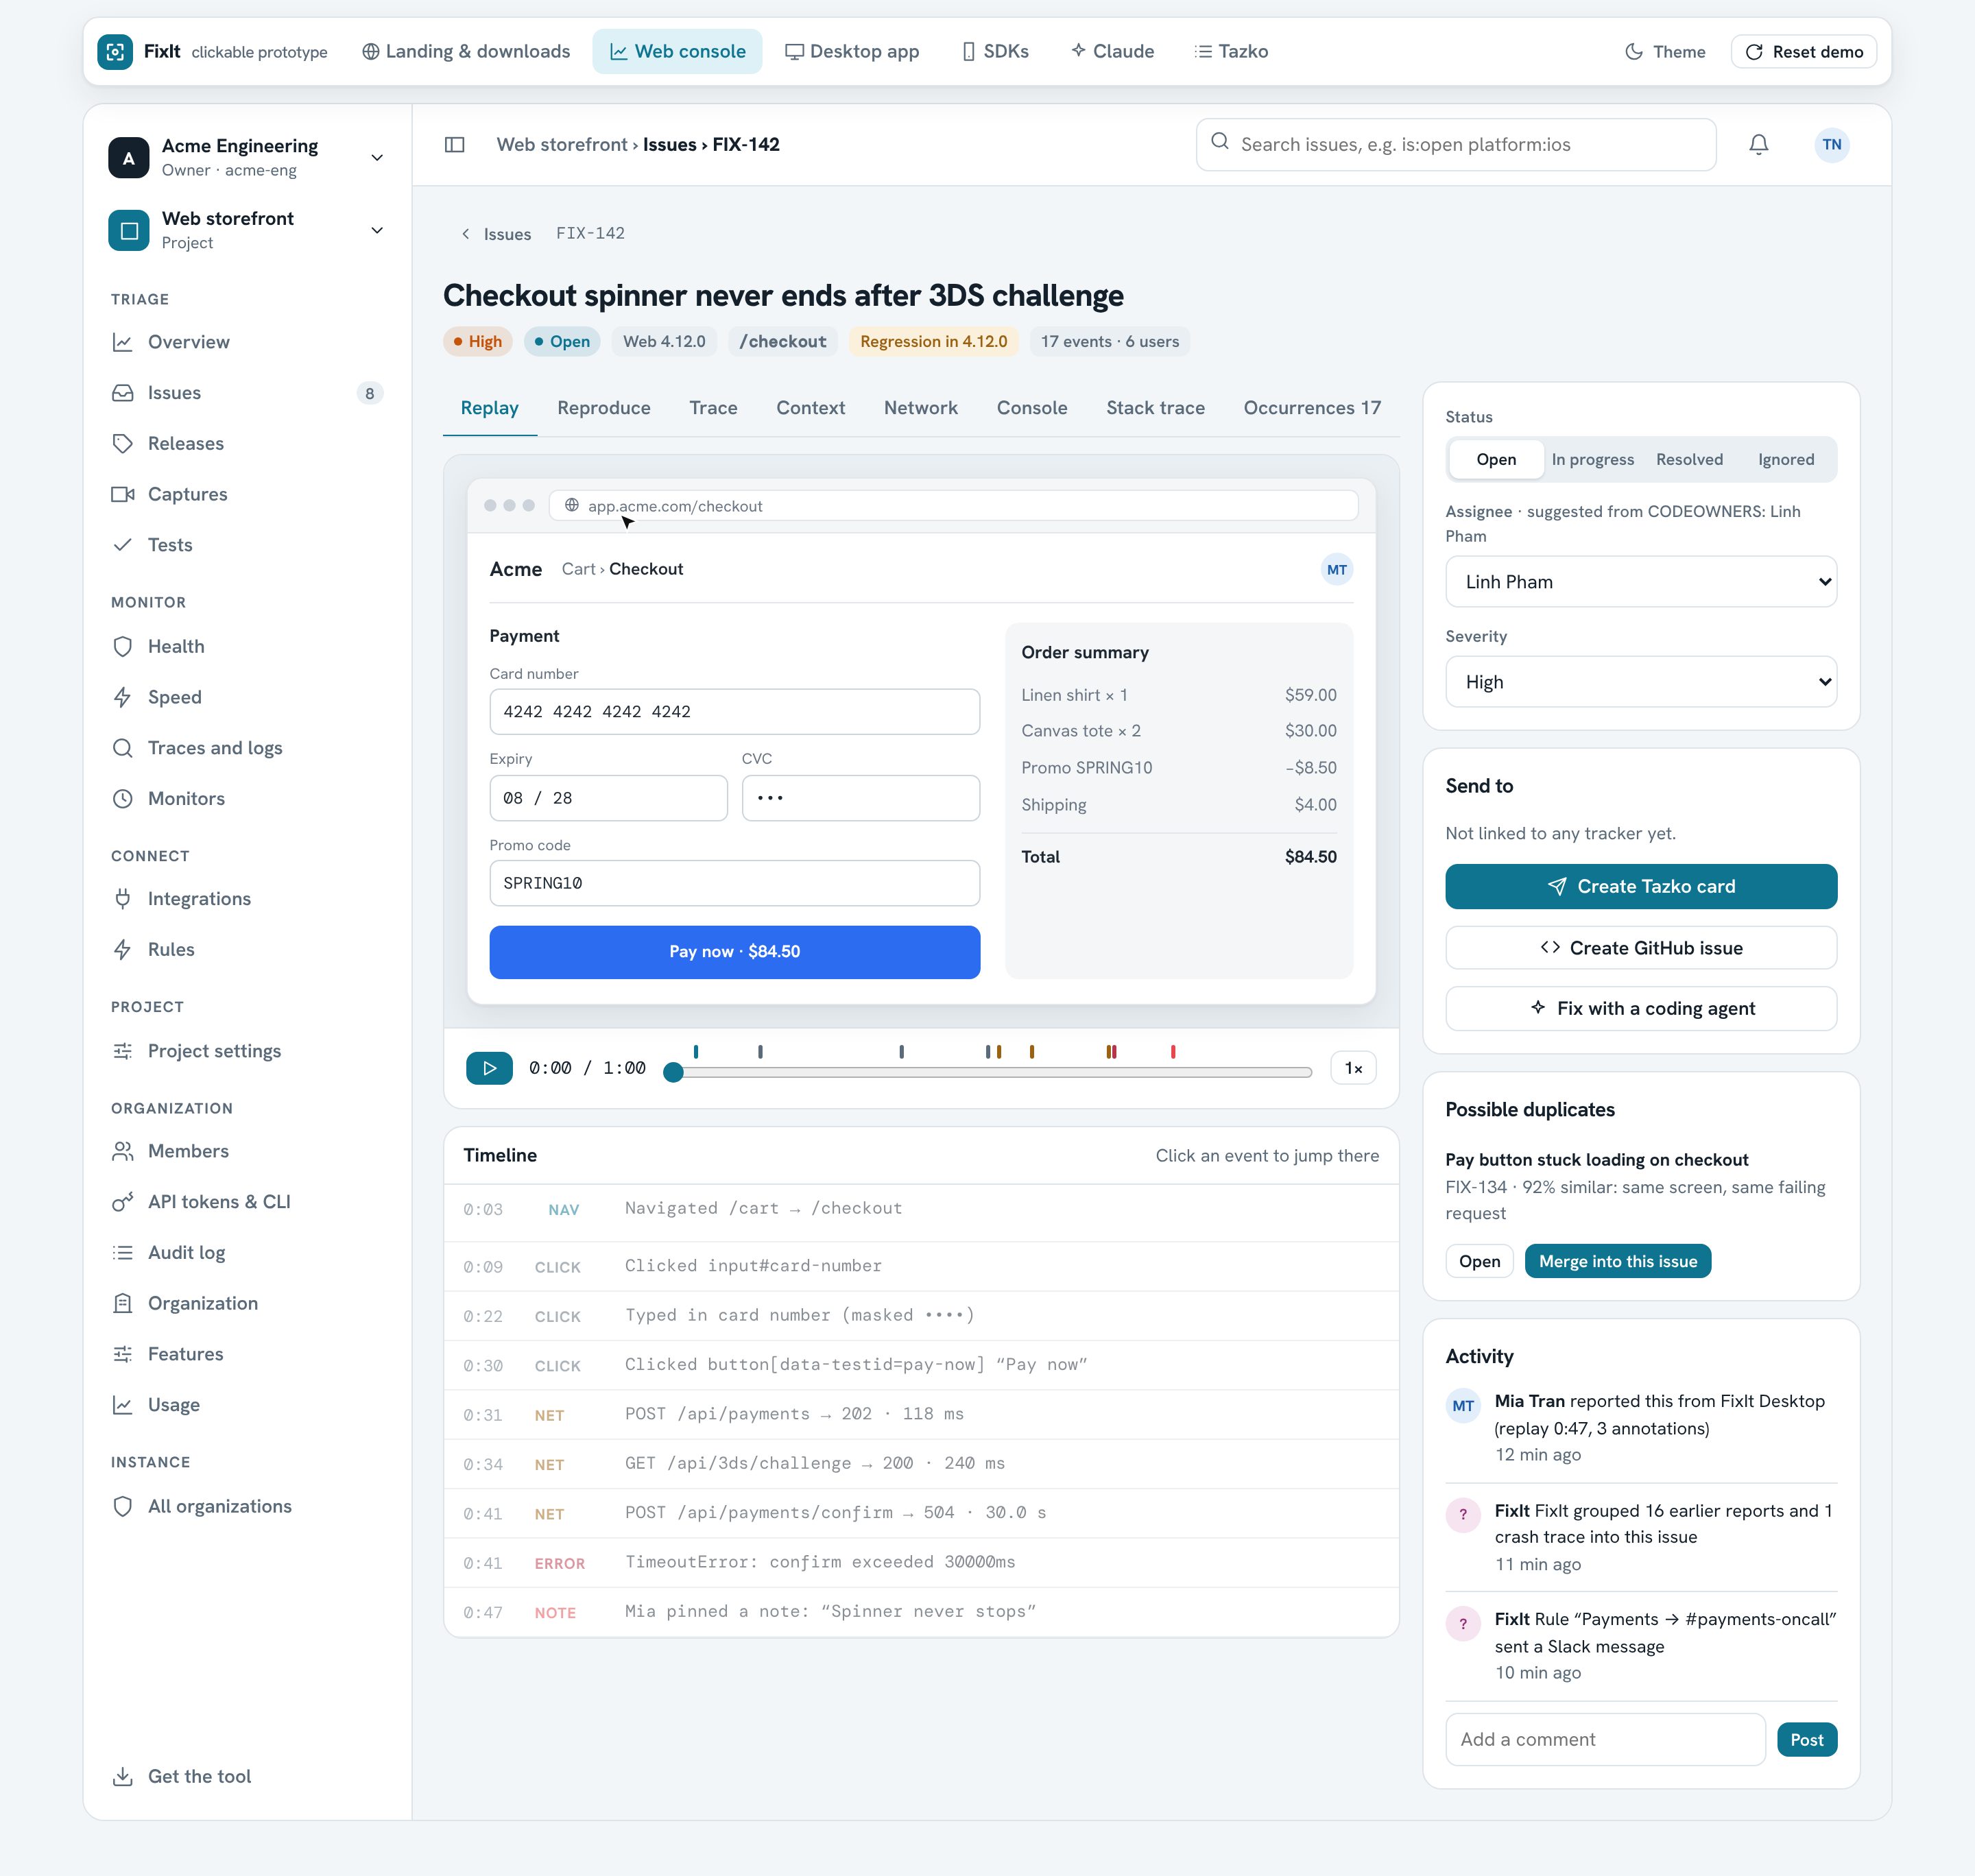 FixIt clickable prototype
Landing & downloads
Web console
Desktop app
SDKs
Claude
Tazko
Theme
Reset demo
A
Acme Engineering
Owner · acme-eng
Web storefront
Project
TRIAGE
Overview
Issues 8
Releases
Captures
Tests
MONITOR
Health
Speed
Traces and logs
Monitors
CONNECT
Integrations
Rules
PROJECT
Project settings
ORGANIZATION
Members
API tokens & CLI
Audit log
Organization
Features
Usage
INSTANCE
All organizations
Get the tool
Web storefront › Issues › FIX-142
Search issues, e.g. is:open platform:ios
TN
Issues FIX-142
Checkout spinner never ends after 3DS challenge
High Open Web 4.12.0 /checkout Regression in 4.12.0 17 events · 6 users
Replay Reproduce Trace Context Network Console Stack trace Occurrences 17
app.acme.com/checkout
Acme Cart › Checkout MT
Payment
Card number
4242 4242 4242 4242
Expiry CVC
08 / 28 •••
Promo code
SPRING10
Pay now · $84.50
Order summary
Linen shirt × 1 $59.00
Canvas tote × 2 $30.00
Promo SPRING10 −$8.50
Shipping $4.00
Total $84.50
0:00 / 1:00 1×
Timeline Click an event to jump there
0:03 NAV Navigated /cart → /checkout
0:09 CLICK Clicked input#card-number
0:22 CLICK Typed in card number (masked ••••)
0:30 CLICK Clicked button[data-testid=pay-now] “Pay now”
0:31 NET POST /api/payments → 202 · 118 ms
0:34 NET GET /api/3ds/challenge → 200 · 240 ms
0:41 NET POST /api/payments/confirm → 504 · 30.0 s
0:41 ERROR TimeoutError: confirm exceeded 30000ms
0:47 NOTE Mia pinned a note: “Spinner never stops”
Status
Open In progress Resolved Ignored
Assignee · suggested from CODEOWNERS: Linh
Pham
Linh Pham
Severity
High
Send to
Not linked to any tracker yet.
Create Tazko card
Create GitHub issue
Fix with a coding agent
Possible duplicates
Pay button stuck loading on checkout
FIX-134 · 92% similar: same screen, same failing
request
Open Merge into this issue
Activity
MT Mia Tran reported this from FixIt Desktop
(replay 0:47, 3 annotations)
12 min ago
? FixIt FixIt grouped 16 earlier reports and 1
crash trace into this issue
11 min ago
? FixIt Rule “Payments → #payments-oncall”
sent a Slack message
10 min ago
Add a comment Post